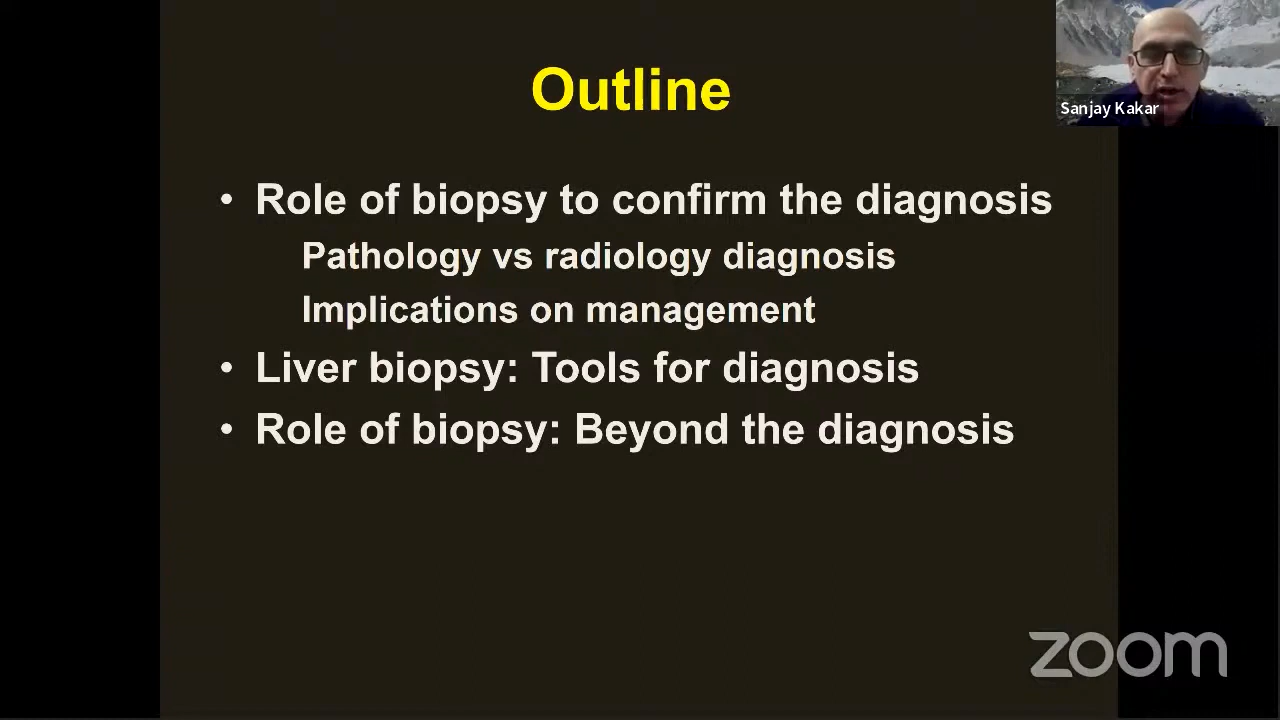 Outline
Sanjay Kakar
• Role of biopsy to confirm the diagnosis
Pathology vs radiology diagnosis
Implications on management
• Liver biopsy: Tools for diagnosis
• Role of biopsy: Beyond the diagnosis
zoom